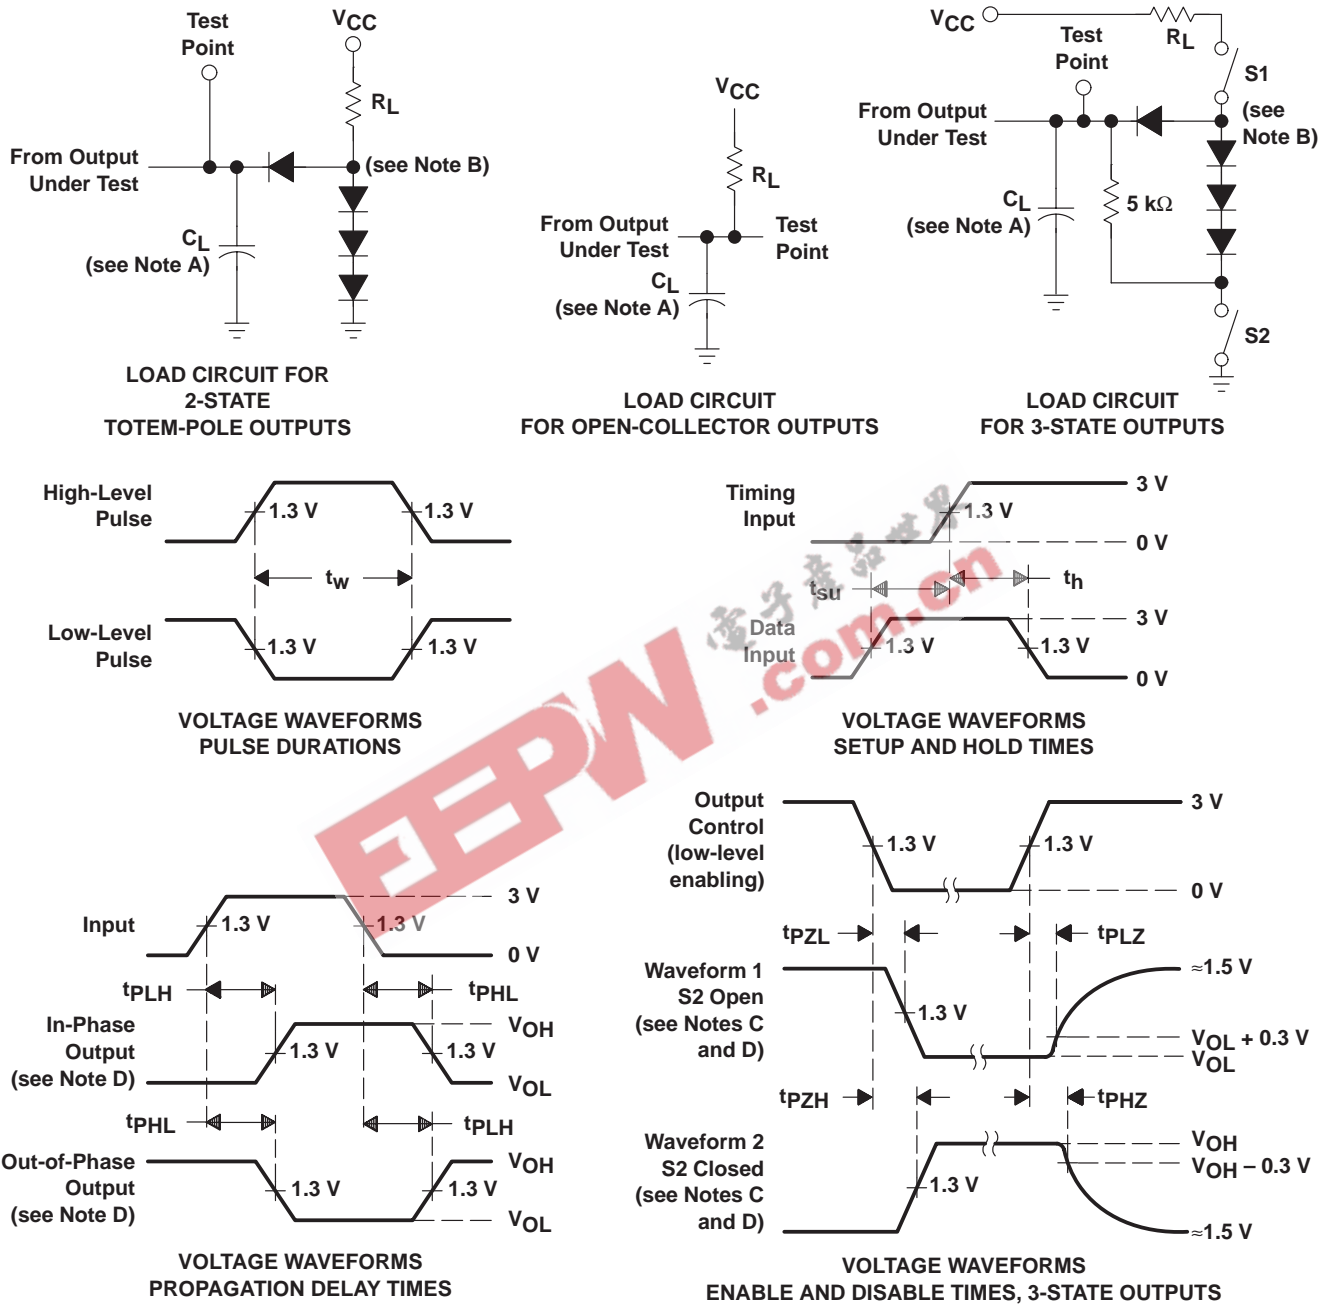 Test
Point
VCC
RL
From Output
Under Test
(see Note B)
CL
(see Note A)
LOAD CIRCUIT FOR
2-STATE
TOTEM-POLE OUTPUTS
VCC
RL
From Output
Under Test
Test
Point
CL
(see Note A)
LOAD CIRCUIT
FOR OPEN-COLLECTOR OUTPUTS
VCC
RL
Test
Point
S1
From Output
Under Test
(see
Note B)
CL
(see Note A)
5 kΩ
S2
LOAD CIRCUIT
FOR 3-STATE OUTPUTS
High-Level
Pulse
1.3 V
1.3 V
tw
Low-Level
Pulse
1.3 V
1.3 V
VOLTAGE WAVEFORMS
PULSE DURATIONS
Timing
Input
1.3 V
3 V
0 V
tsu
th
Data
Input
1.3 V
1.3 V
3 V
0 V
VOLTAGE WAVEFORMS
SETUP AND HOLD TIMES
EEPW
.com.cn
電子産品世界
Input
1.3 V
1.3 V
3 V
0 V
tPLH
tPHL
In-Phase
Output
(see Note D)
1.3 V
1.3 V
VOH
VOL
tPHL
tPLH
Out-of-Phase
Output
(see Note D)
1.3 V
1.3 V
VOH
VOL
VOLTAGE WAVEFORMS
PROPAGATION DELAY TIMES
Output
Control
(low-level
enabling)
1.3 V
1.3 V
3 V
0 V
tPZL
tPLZ
Waveform 1
S2 Open
(see Notes C
and D)
1.3 V
≈1.5 V
VOL + 0.3 V
VOL
tPZH
tPHZ
Waveform 2
S2 Closed
(see Notes C
and D)
1.3 V
VOH
VOH – 0.3 V
≈1.5 V
VOLTAGE WAVEFORMS
ENABLE AND DISABLE TIMES, 3-STATE OUTPUTS